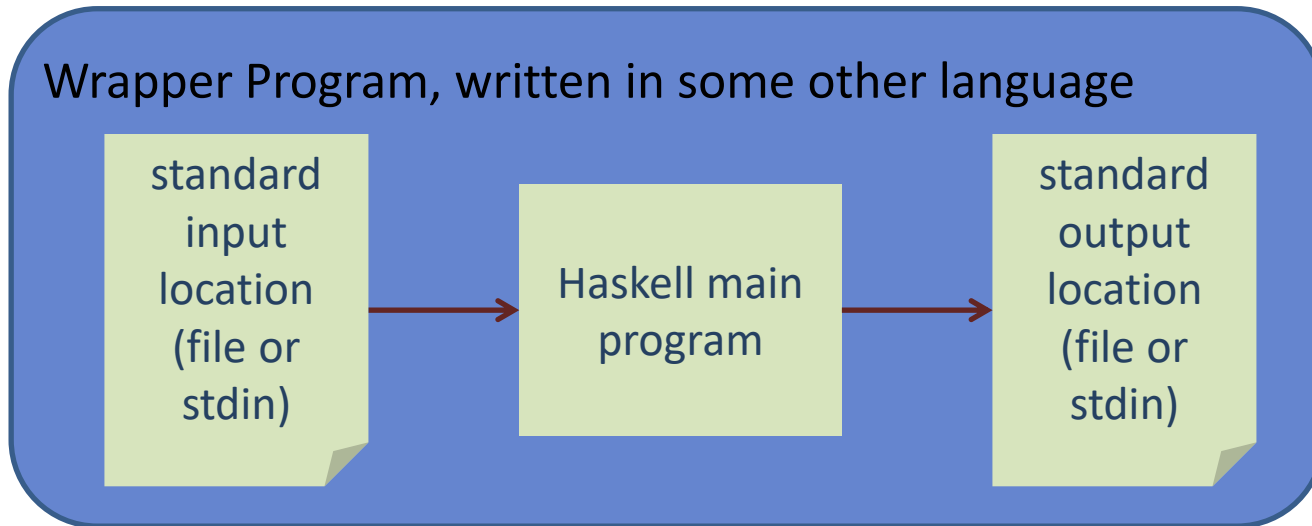 Wrapper Program, written in some other language
standard
input
location
(file or
stdin)
Haskell main
program
standard
output
location
(file or
stdin)